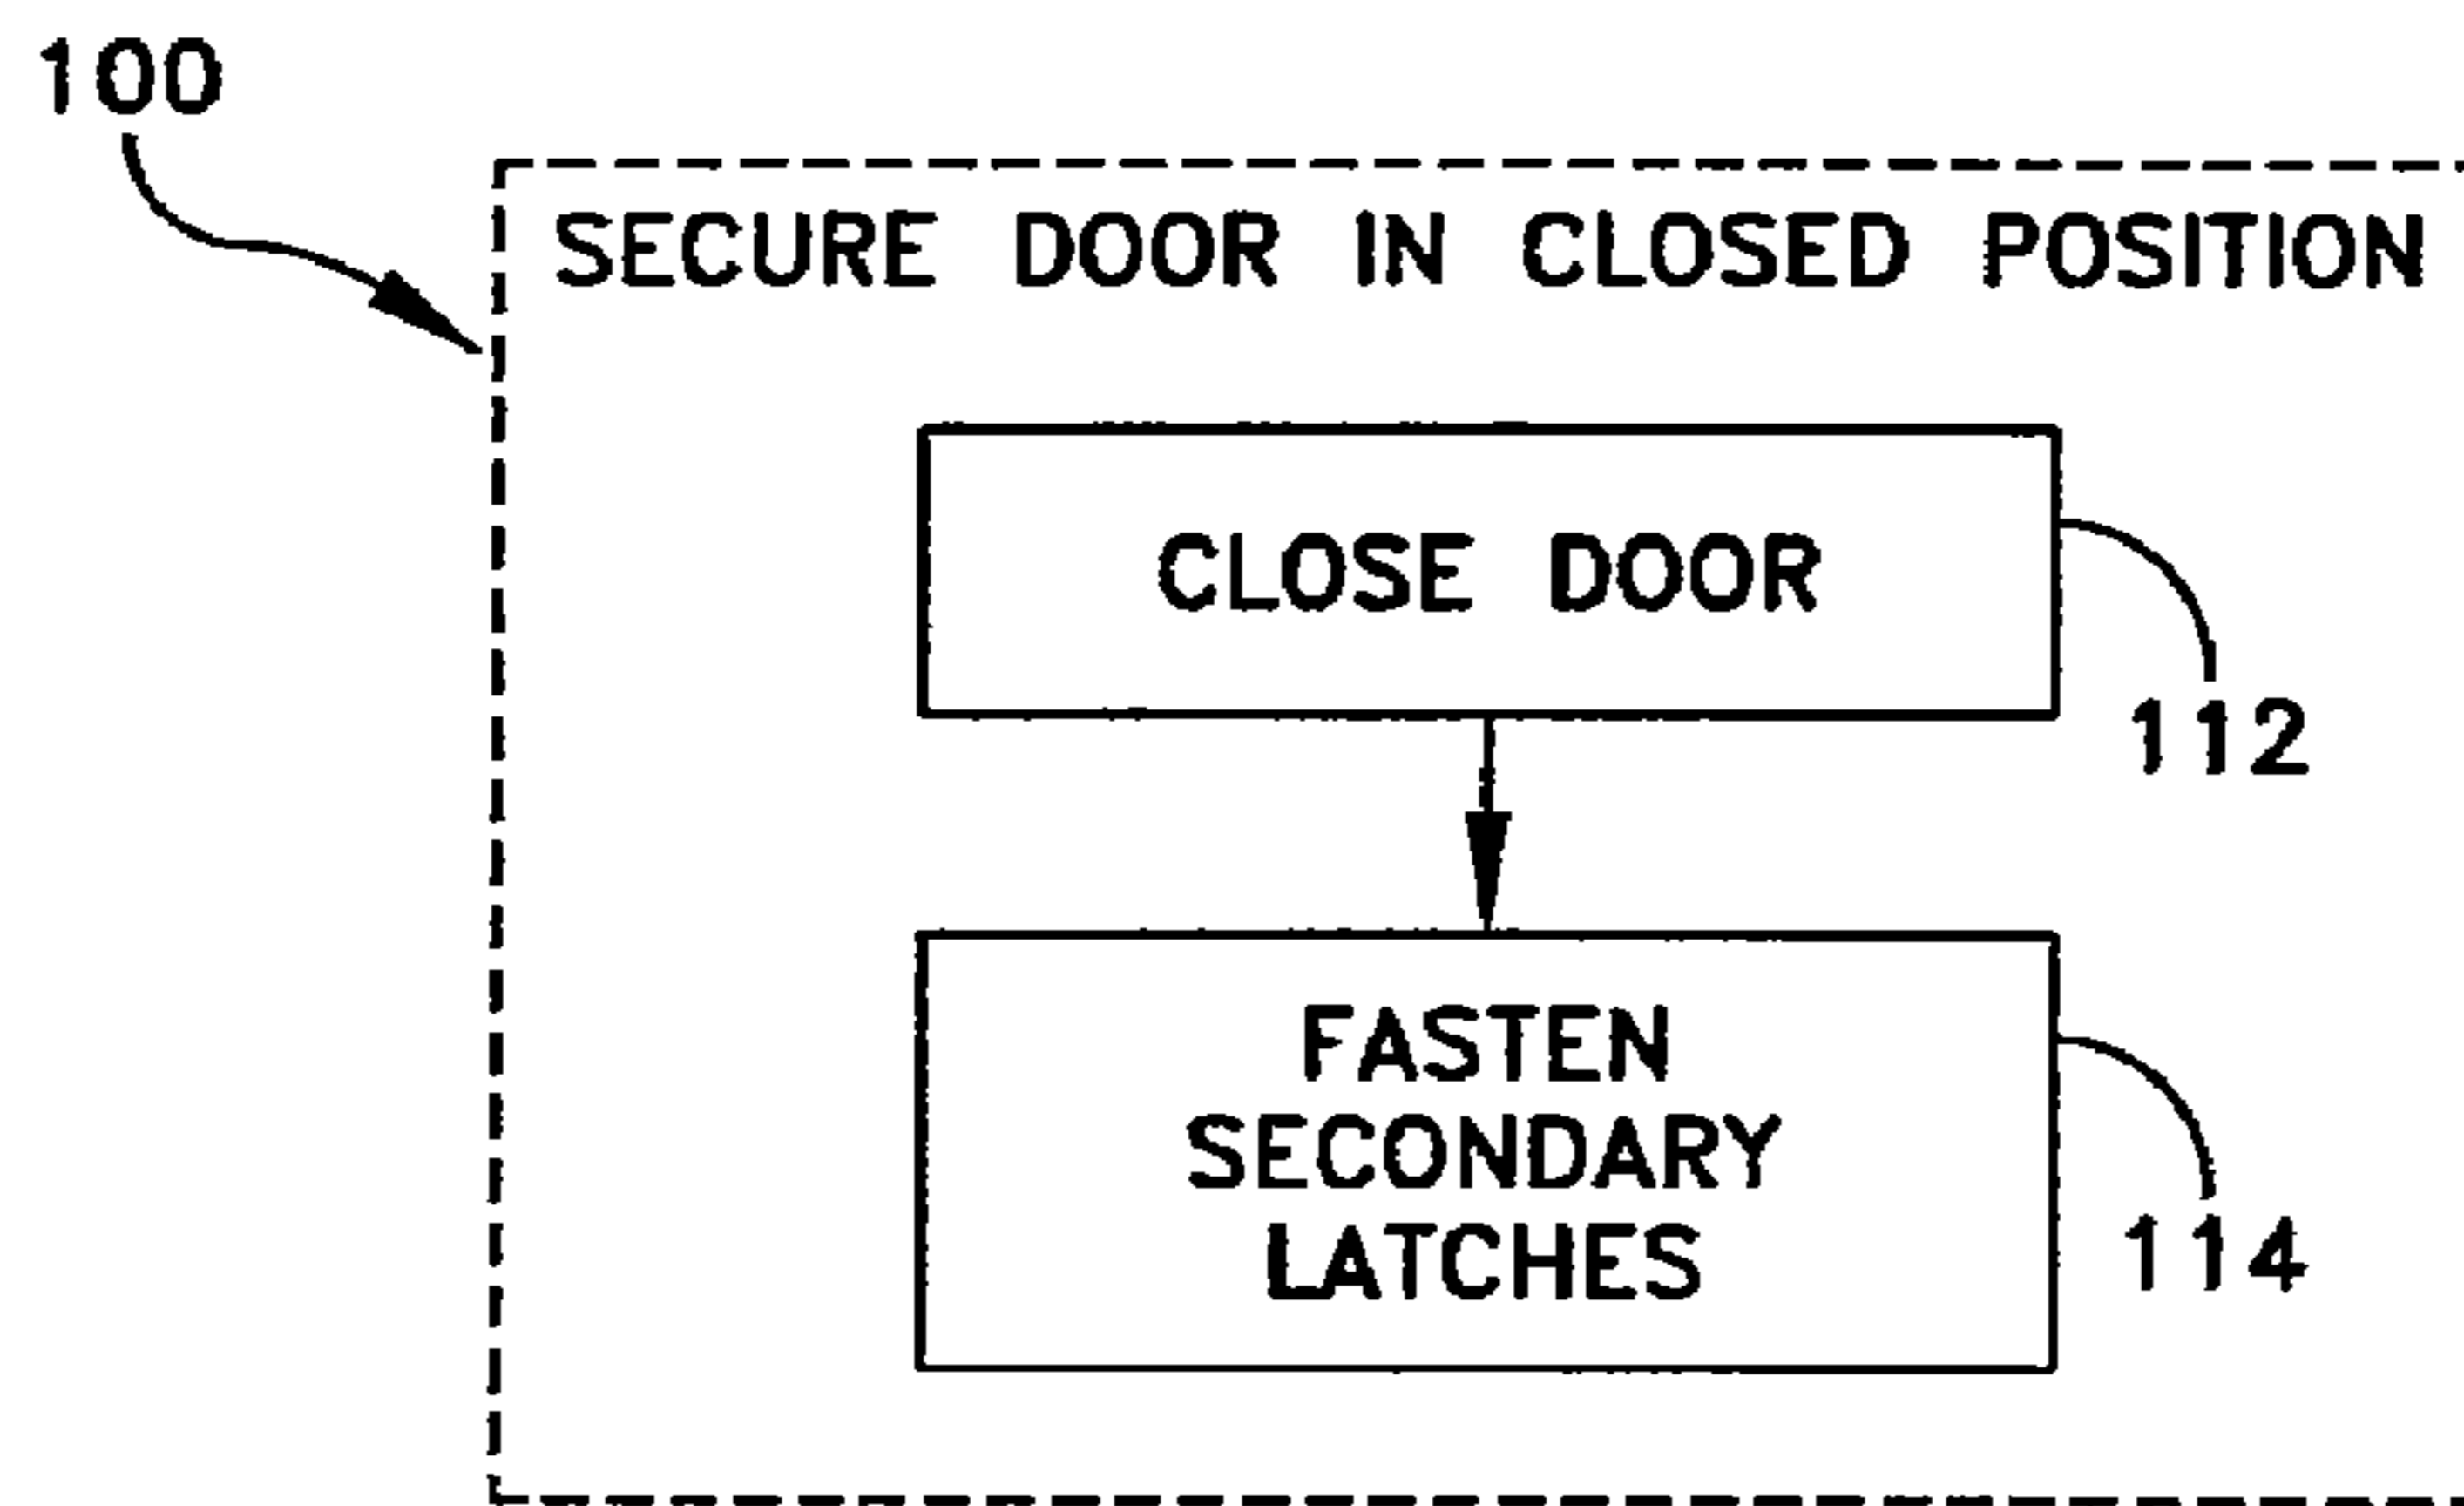 100
SECURE DOOR IN CLOSED POSITION
CLOSE DOOR
112
FASTEN
SECONDARY
LATCHES
114